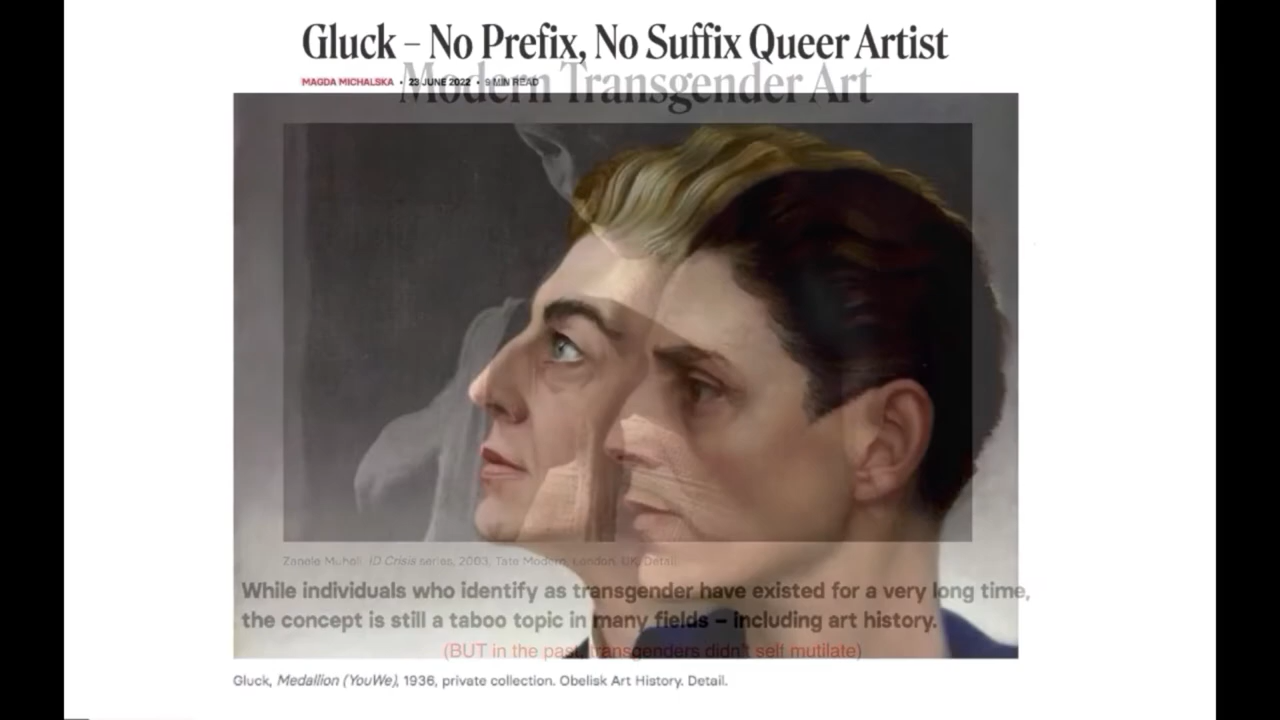 Gluck – No Prefix, No Suffix Queer Artist
MAGDA MICHALSKA • 23 JUNE 2022 • 9 MIN READ
Modern Transgender Art
Zanele Muholi, ID Crisis series, 2003, Tate Modern, London, UK. Detail.
While individuals who identify as transgender have existed for a very long time,
the concept is still a taboo topic in many fields – including art history.
(BUT in the past, transgenders didn't self mutilate)
Gluck, Medallion (YouWe), 1936, private collection. Obelisk Art History. Detail.